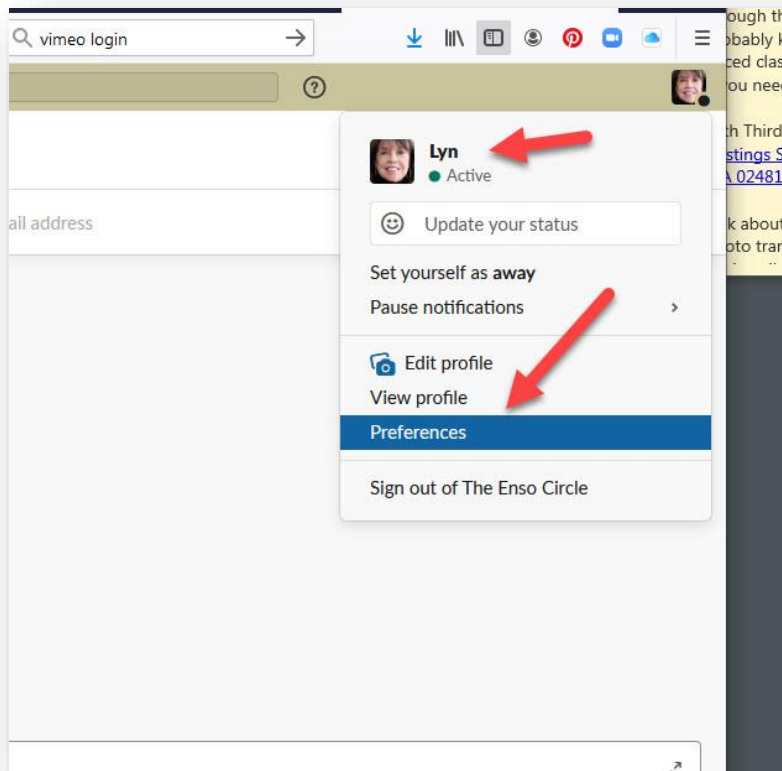 vimeo login
Lyn
Active
Update your status
ail address
Set yourself as away
Pause notifications
Edit profile
View profile
Preferences
Sign out of The Enso Circle
ough th
bably k
ced clas
ou need
h Third
stings S
A 02481
k about
oto tran